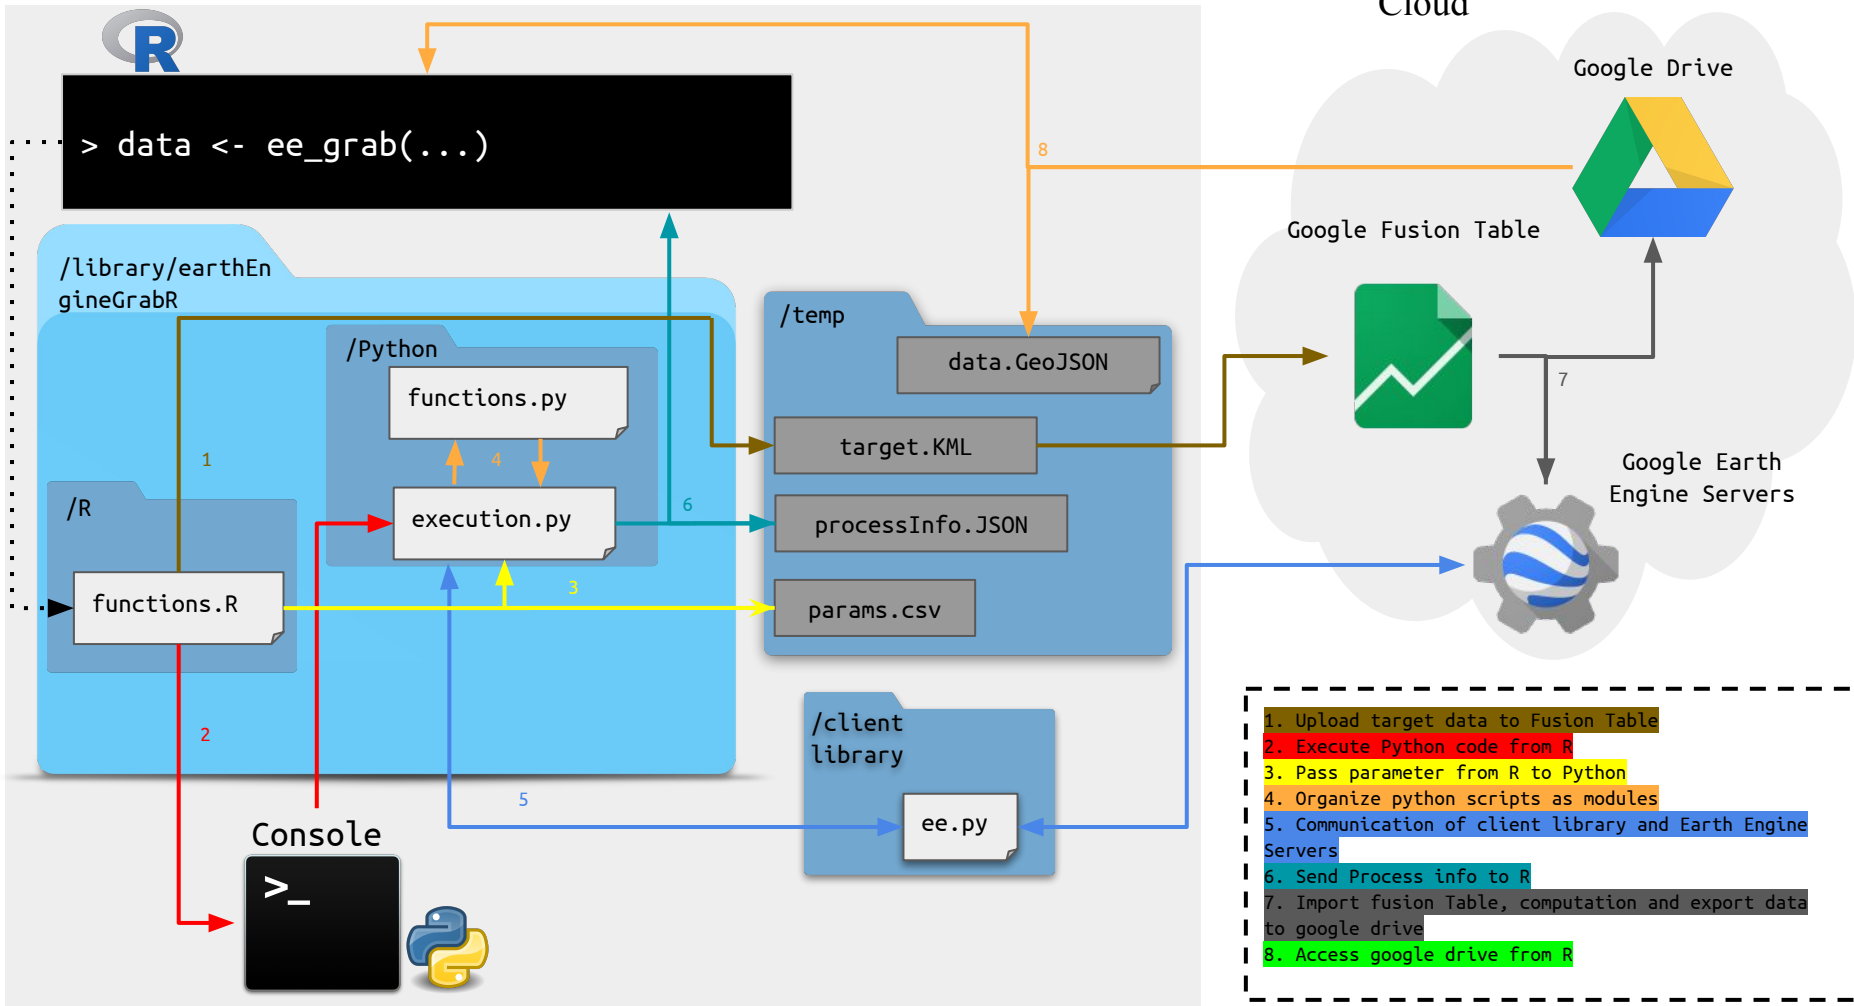 Cloud
R
Google Drive
> data <- ee_grab(...)
8
Google Fusion Table
/library/earthEn
gineGrabR
/temp
/Python
data.GeoJSON
functions.py
7
target.KML
1
4
Google Earth
Engine Servers
/R
6
execution.py
processInfo.JSON
3
functions.R
params.csv
2
/client
library
5
ee.py
Console
>_
1. Upload target data to Fusion Table
2. Execute Python code from R
3. Pass parameter from R to Python
4. Organize python scripts as modules
5. Communication of client library and Earth Engine
Servers
6. Send Process info to R
7. Import fusion Table, computation and export data
to google drive
8. Access google drive from R